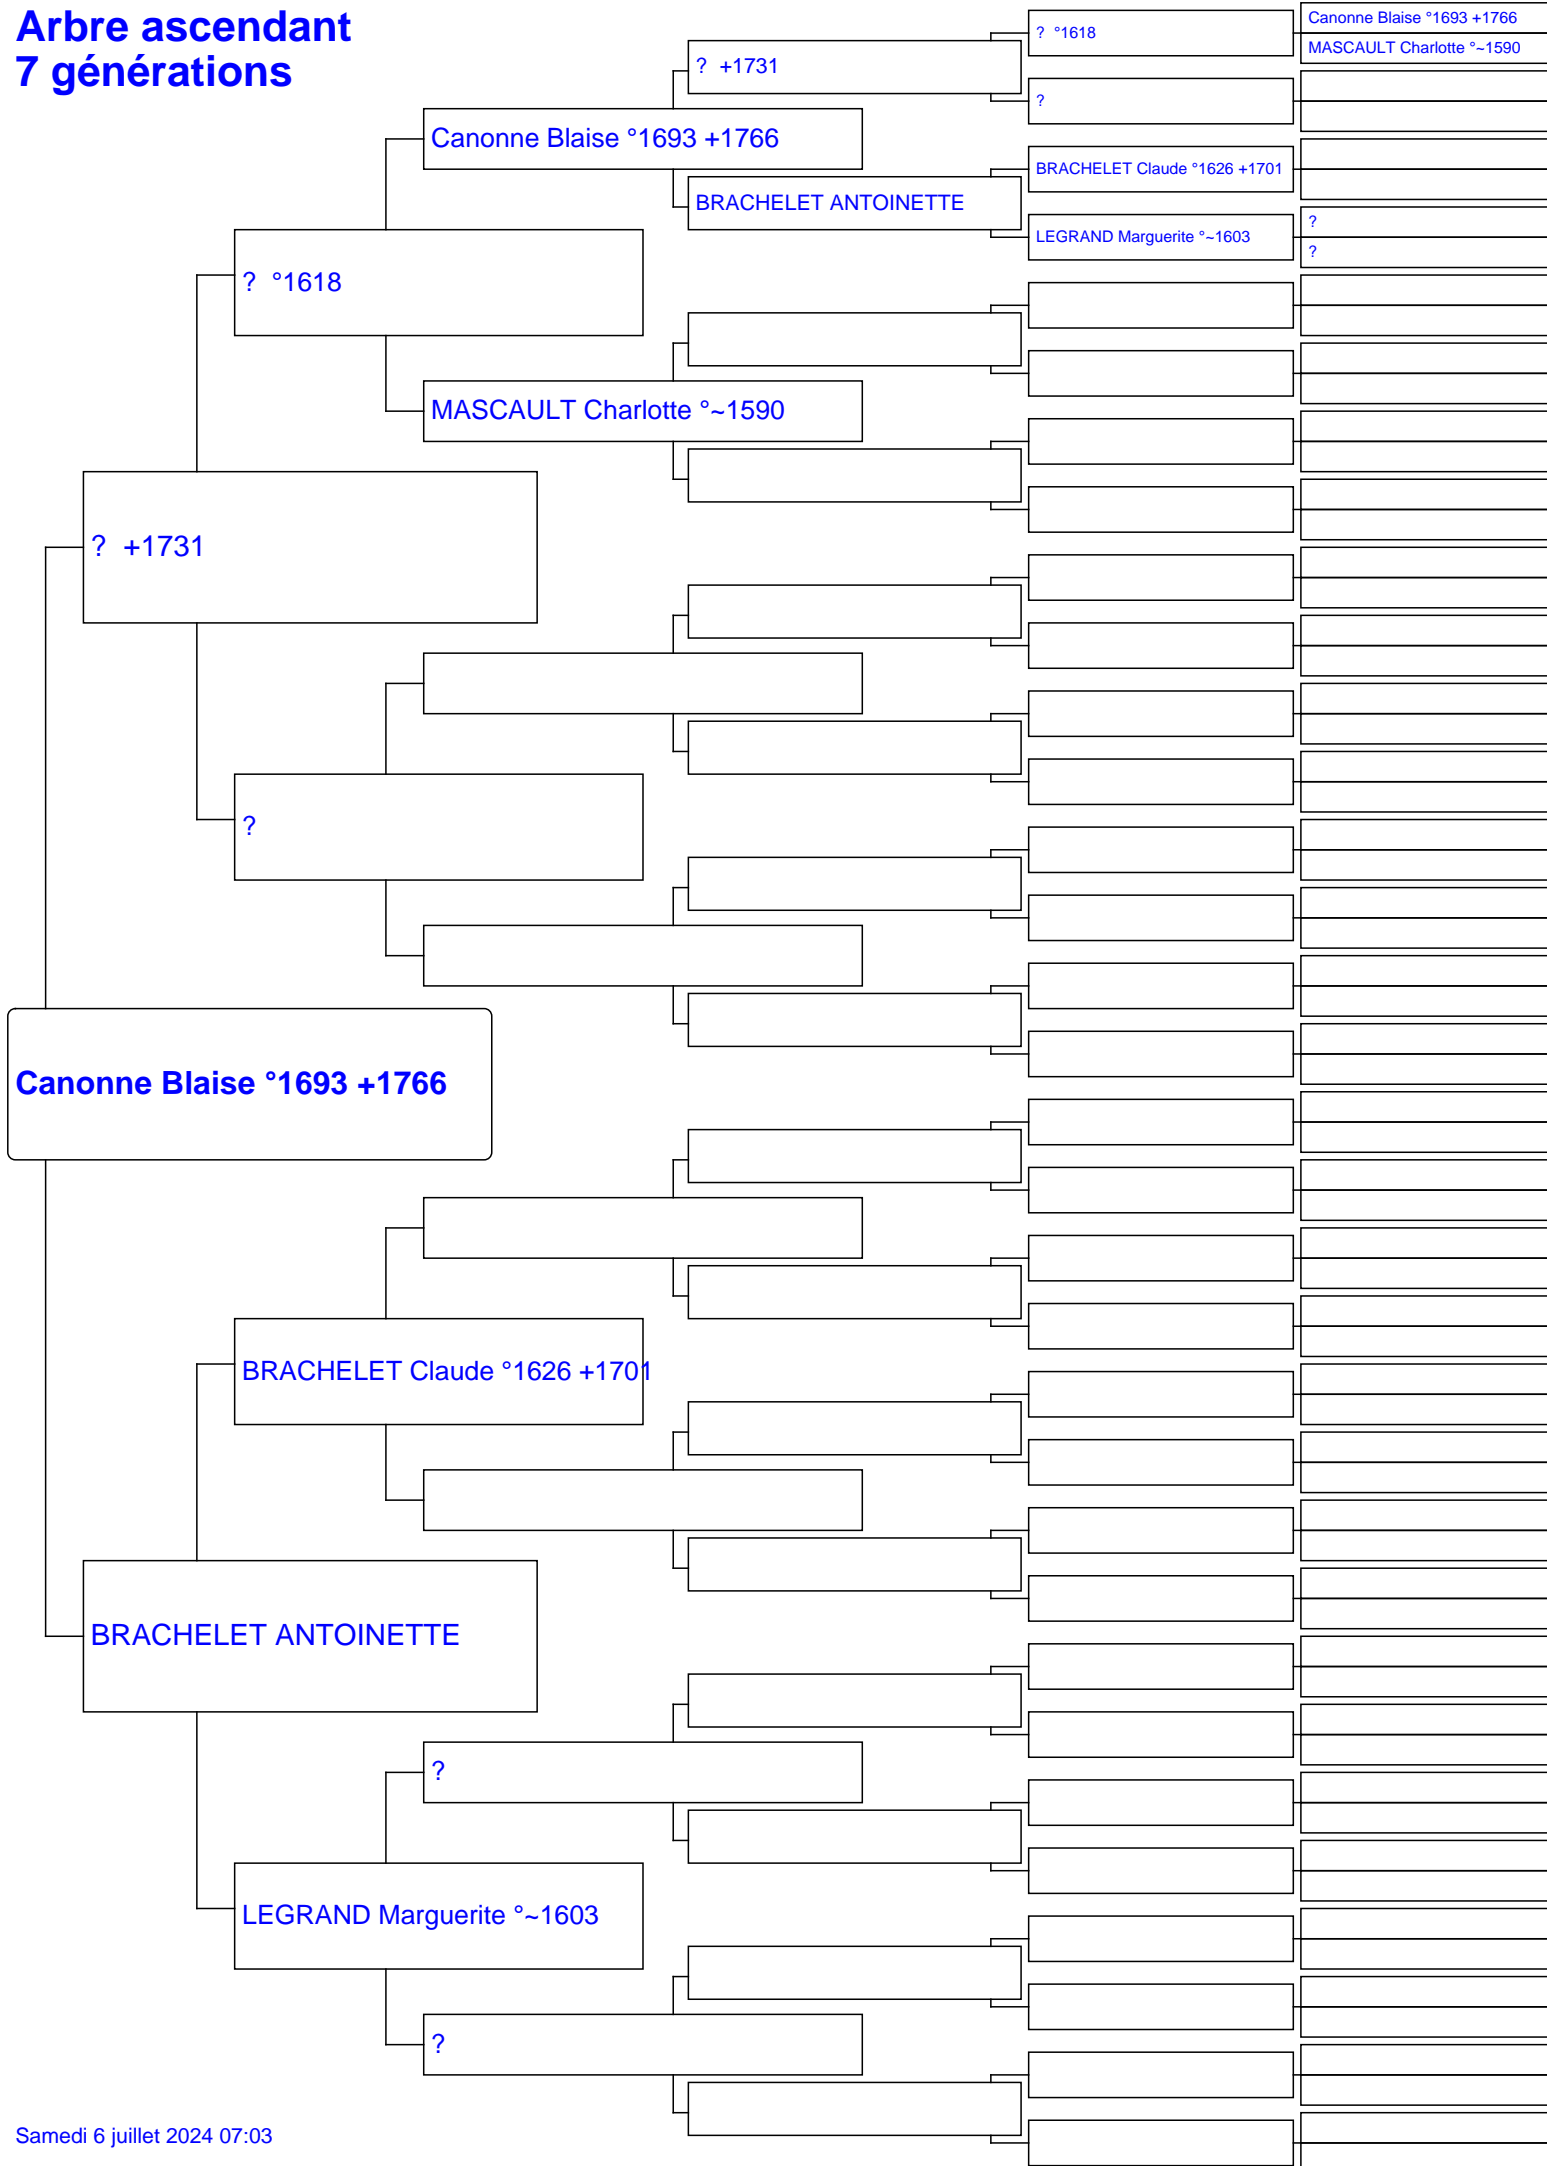 Arbre ascendant
7 générations
Canonne Blaise °1693 +1766
MASCAULT Charlotte °~1590
? °1618
? +1731
?
Canonne Blaise °1693 +1766
BRACHELET Claude °1626 +1701
BRACHELET ANTOINETTE
?
LEGRAND Marguerite °~1603
?
? °1618
MASCAULT Charlotte °~1590
? +1731
?
Canonne Blaise °1693 +1766
BRACHELET Claude °1626 +1701
BRACHELET ANTOINETTE
?
LEGRAND Marguerite °~1603
?
Samedi 6 juillet 2024 07:03